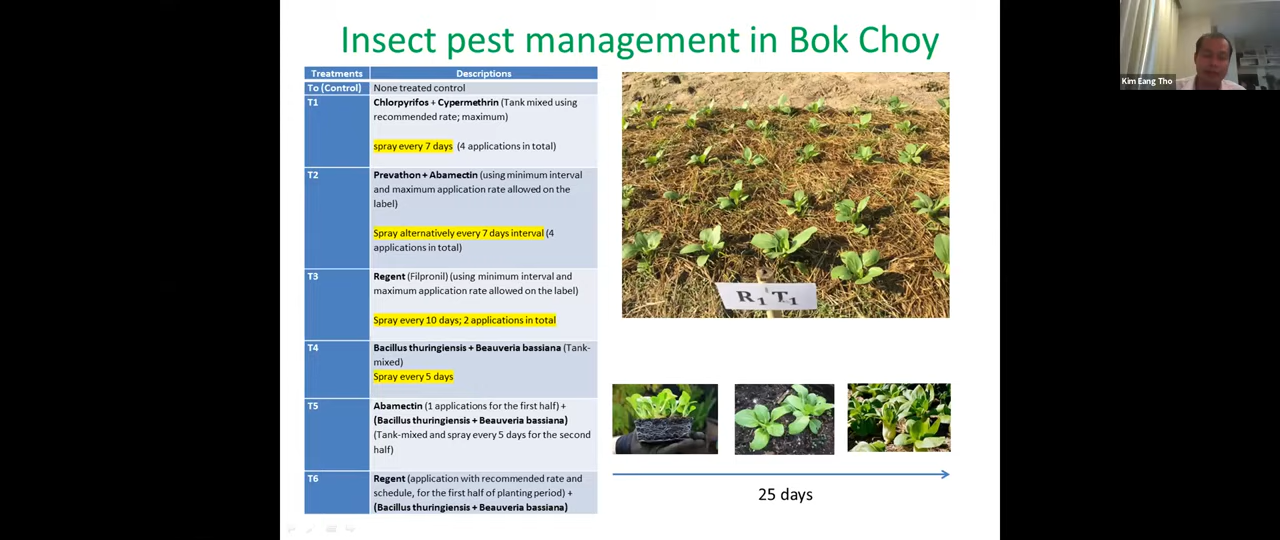 Insect pest management in Bok Choy
Treatments Descriptions
To (Control) None treated control
T1 Chlorpyrifos + Cypermethrin (Tank mixed using
recommended rate; maximum)
spray every 7 days (4 applications in total)
T2 Prevathon + Abamectin (using minimum interval
and maximum application rate allowed on the
label)
Spray alternatively every 7 days interval (4
applications in total)
T3 Regent (Filpronil) (using minimum interval and
maximum application rate allowed on the label)
Spray every 10 days; 2 applications in total
T4 Bacillus thuringiensis + Beauveria bassiana (Tank-
mixed)
Spray every 5 days
T5 Abamectin (1 applications for the first half) +
(Bacillus thuringiensis + Beauveria bassiana)
(Tank-mixed and spray every 5 days for the second
half)
T6 Regent (application with recommended rate and
schedule, for the first half of planting period) +
(Bacillus thuringiensis + Beauveria bassiana)
R1 T1
25 days
Kim Eang Tho